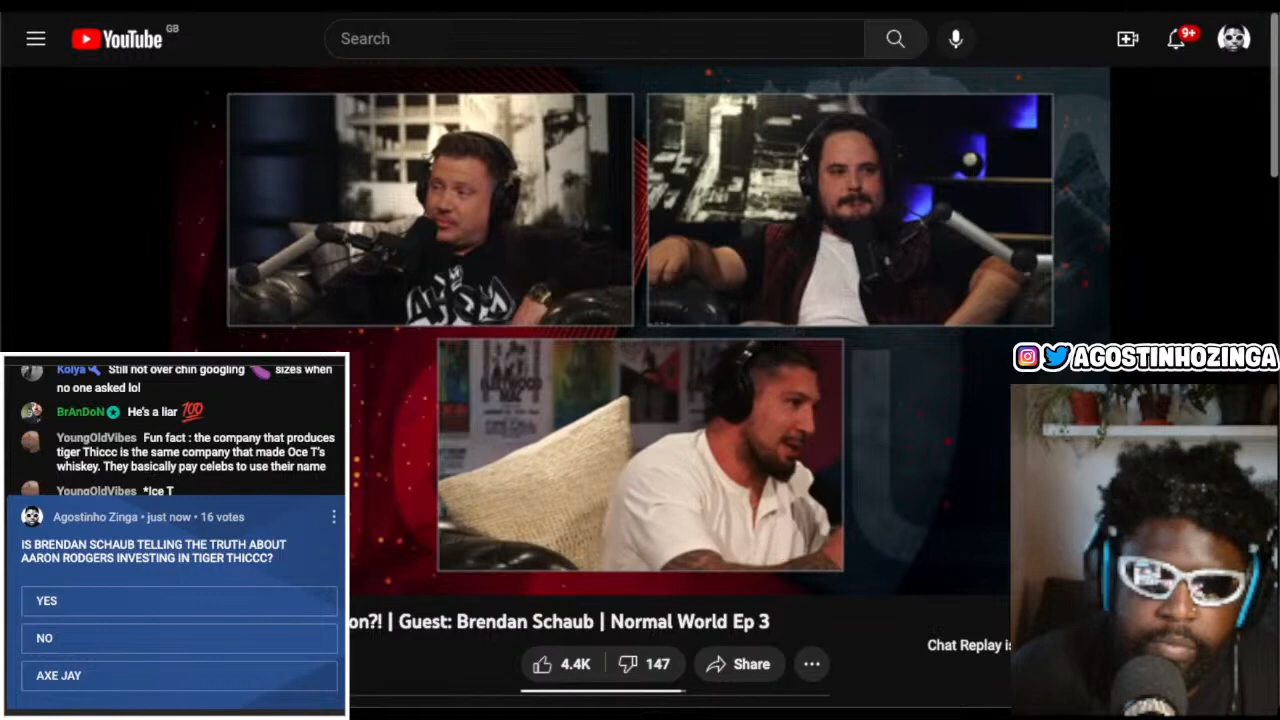 YouTube GB
Search
9+
Kolya Still not over chin googling sizes when
no one asked lol
BrAnDoN He's a liar 100
YoungOldVibes Fun fact : the company that produces
tiger Thiccc is the same company that made Oce T's
whiskey. They basically pay celebs to use their name
YoungOldVibes *Ice T
Agostinho Zinga • just now • 16 votes
IS BRENDAN SCHAUB TELLING THE TRUTH ABOUT
AARON RODGERS INVESTING IN TIGER THICCC?
YES
NO
AXE JAY
AGOSTINHOZINGA
on?! | Guest: Brendan Schaub | Normal World Ep 3
4.4K 147 Share
Chat Replay is
FLEETWOOD
MAC